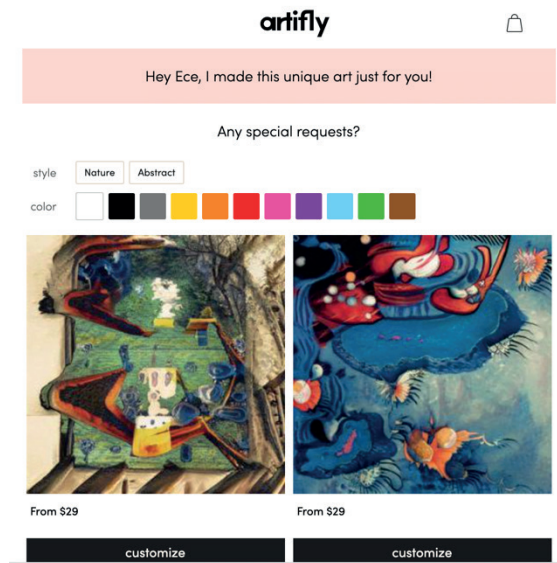 artifly
Hey Ece, I made this unique art just for you!
Any special requests?
style Nature Abstract
color
From $29 From $29
customize customize